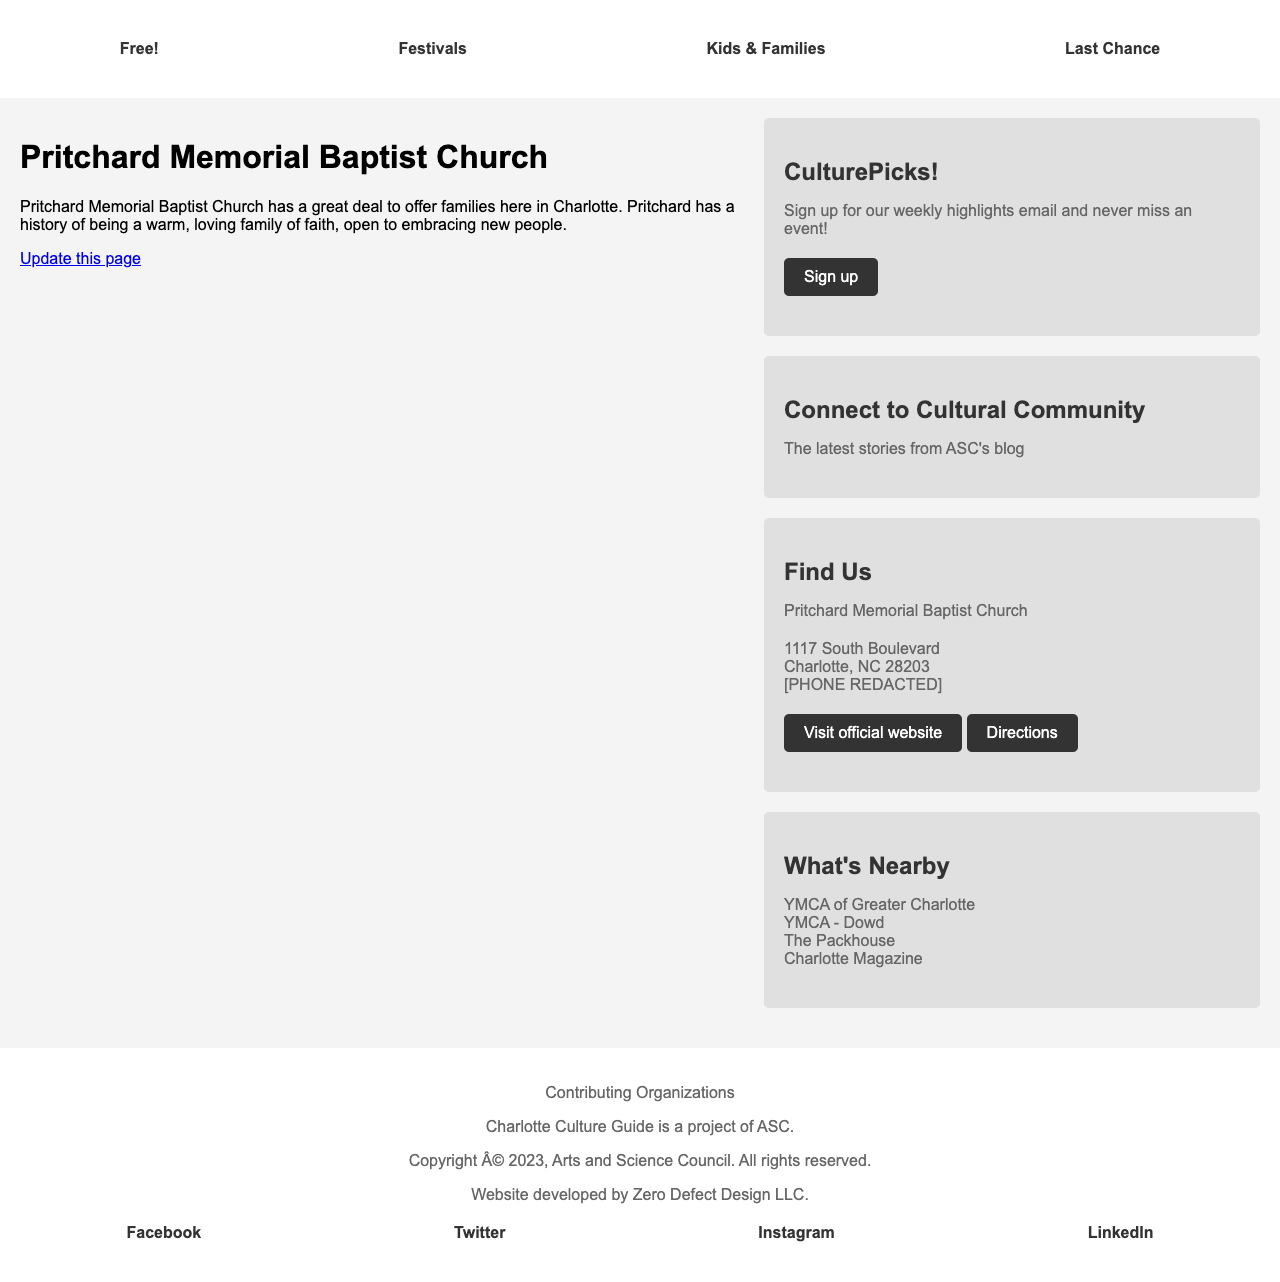 Free!
Festivals
Kids & Families
Last Chance
Pritchard Memorial Baptist Church
Pritchard Memorial Baptist Church has a great deal to offer families here in Charlotte. Pritchard has a
history of being a warm, loving family of faith, open to embracing new people.
Update this page
CulturePicks!
Sign up for our weekly highlights email and never miss an
event!
Sign up
Connect to Cultural Community
The latest stories from ASC's blog
Find Us
Pritchard Memorial Baptist Church
1117 South Boulevard
Charlotte, NC 28203
[PHONE REDACTED]
Visit official website
Directions
What's Nearby
YMCA of Greater Charlotte
YMCA - Dowd
The Packhouse
Charlotte Magazine
Contributing Organizations
Charlotte Culture Guide is a project of ASC.
Copyright Â© 2023, Arts and Science Council. All rights reserved.
Website developed by Zero Defect Design LLC.
Facebook
Twitter
Instagram
LinkedIn